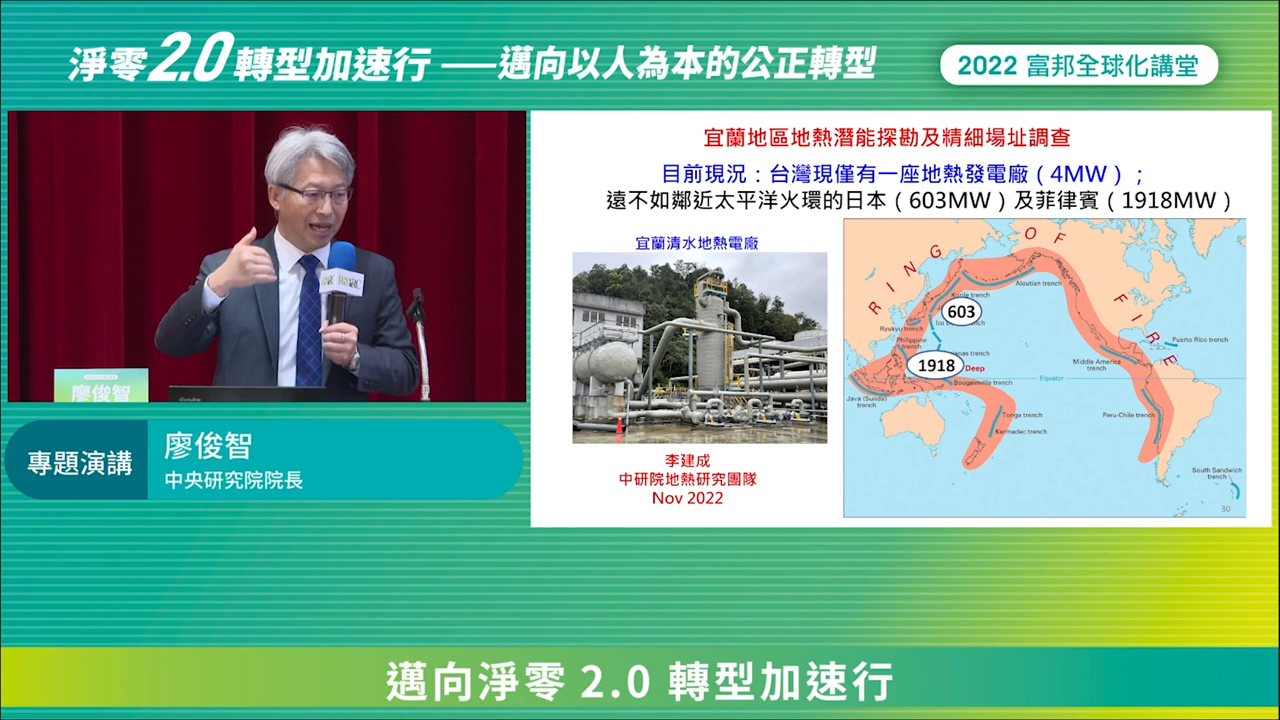 淨零2.0轉型加速行——邁向以人為本的公正轉型
2022 富邦全球化講堂
廖俊智
專題演講
廖俊智
中央研究院院長
宜蘭地區地熱潛能探勘及精細場址調查
目前現況：台灣現僅有一座地熱發電廠（4MW）；
遠不如鄰近太平洋火環的日本（603MW）及菲律賓（1918MW）
宜蘭清水地熱電廠
李建成
中研院地熱研究團隊
Nov 2022
RING OF FIRE
Aleutian trench
603
Ryukyu trench
Philippine
trench
1918
Deep
Bougainville trench
Equator
Java (Sunda)
trench
Tonga trench
Kermadec trench
Middle America
trench
Puerto Rico trench
Peru-Chile trench
South Sandwich
trench
30
邁向淨零 2.0 轉型加速行